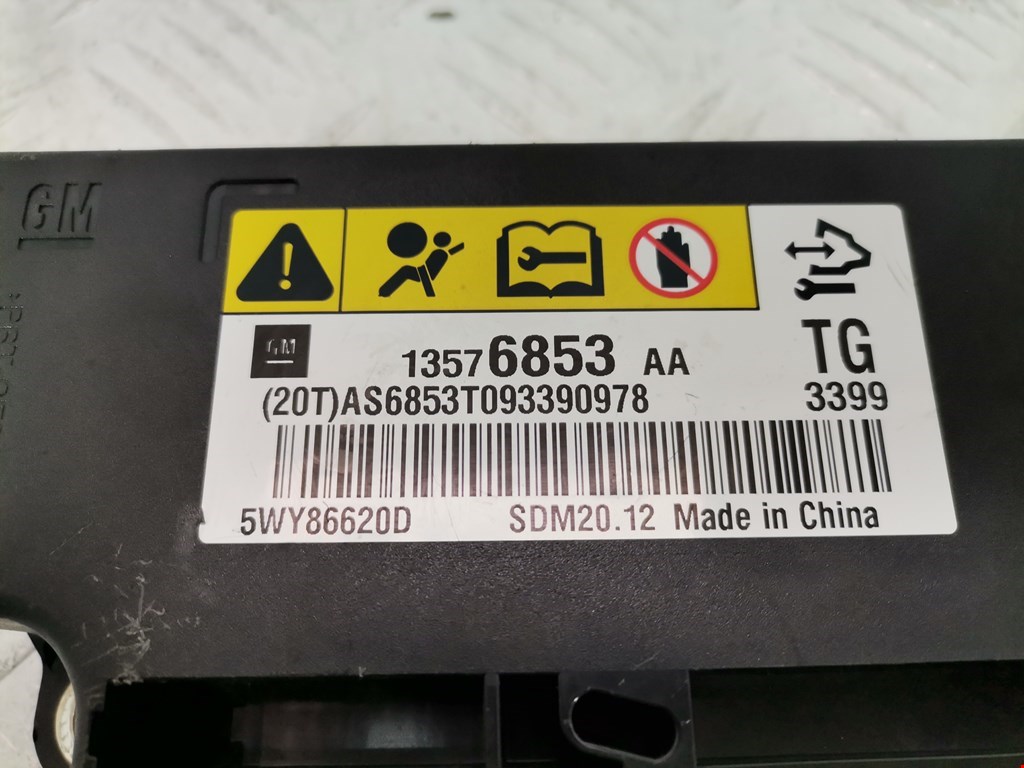 GM
GM
13576853 AA
TG
(20T)AS6853T093390978
3399
5WY86620D
SDM20.12 Made in China